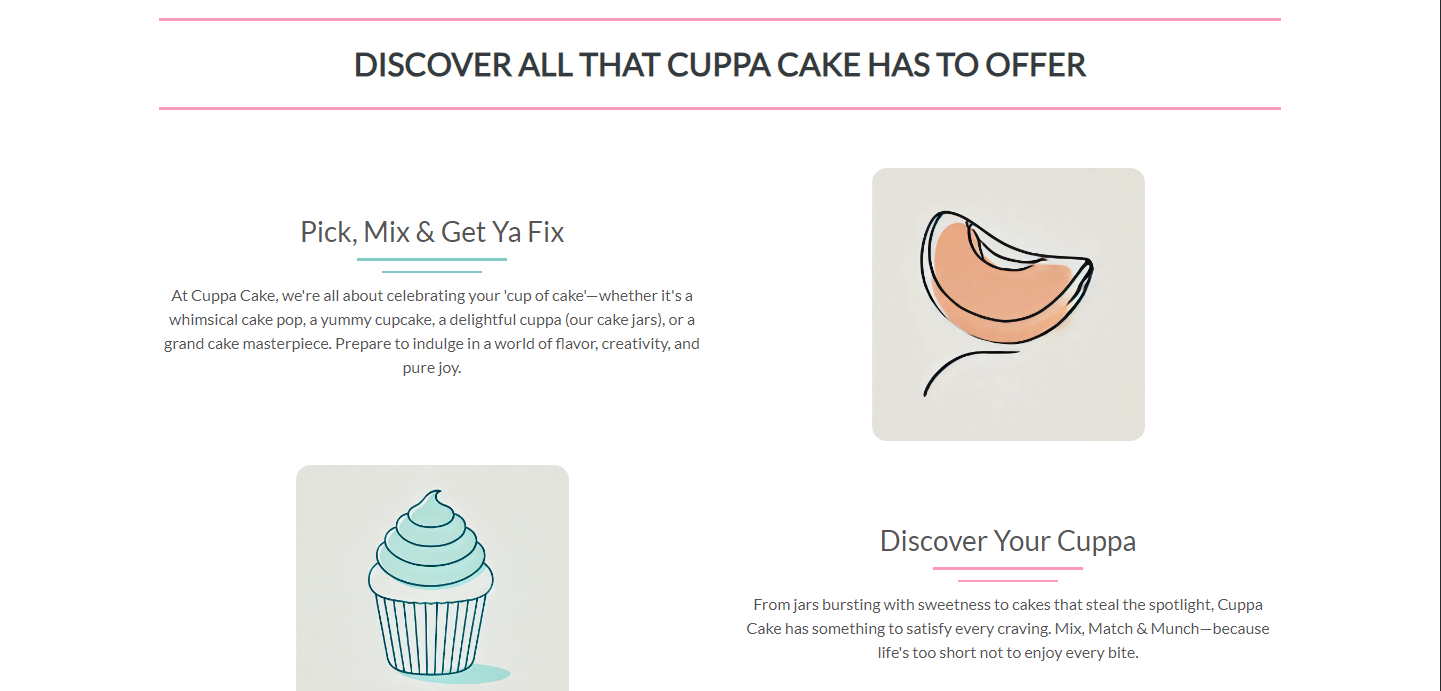 DISCOVER ALL THAT CUPPA CAKE HAS TO OFFER
Pick, Mix & Get Ya Fix
At Cuppa Cake, we're all about celebrating your 'cup of cake'—whether it's a
whimsical cake pop, a yummy cupcake, a delightful cuppa (our cake jars), or a
grand cake masterpiece. Prepare to indulge in a world of flavor, creativity, and
pure joy.
Discover Your Cuppa
From jars bursting with sweetness to cakes that steal the spotlight, Cuppa
Cake has something to satisfy every craving. Mix, Match & Munch—because
life's too short not to enjoy every bite.